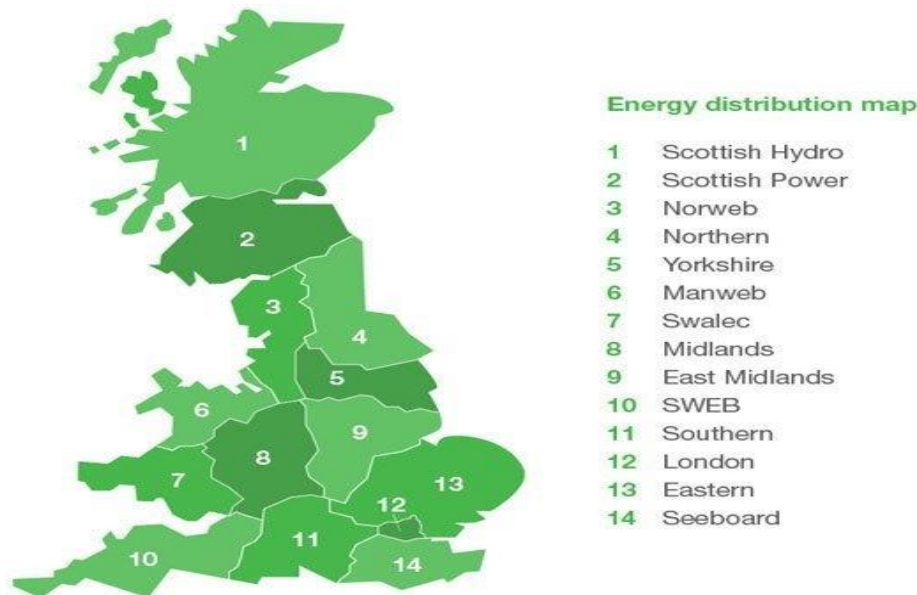 Energy distribution map
1 Scottish Hydro
2 Scottish Power
3 Norweb
4 Northern
5 Yorkshire
6 Manweb
7 Swalec
8 Midlands
9 East Midlands
10 SWEB
11 Southern
12 London
13 Eastern
14 Seeboard
1
2
3
4
5
6
9
8
7
13
12
11
10
14